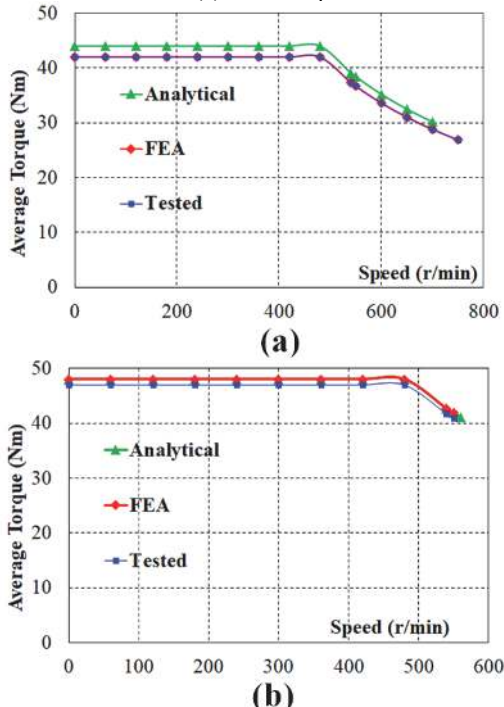 50
40
30
20
10
0
Average Torque (Nm)
Analytical
FEA
Tested
Speed (r/min)
0 200 400 600 800
(a)
50
40
30
20
10
0
Average Torque (Nm)
Analytical
FEA
Tested
Speed (r/min)
0 100 200 300 400 500 600
(b)